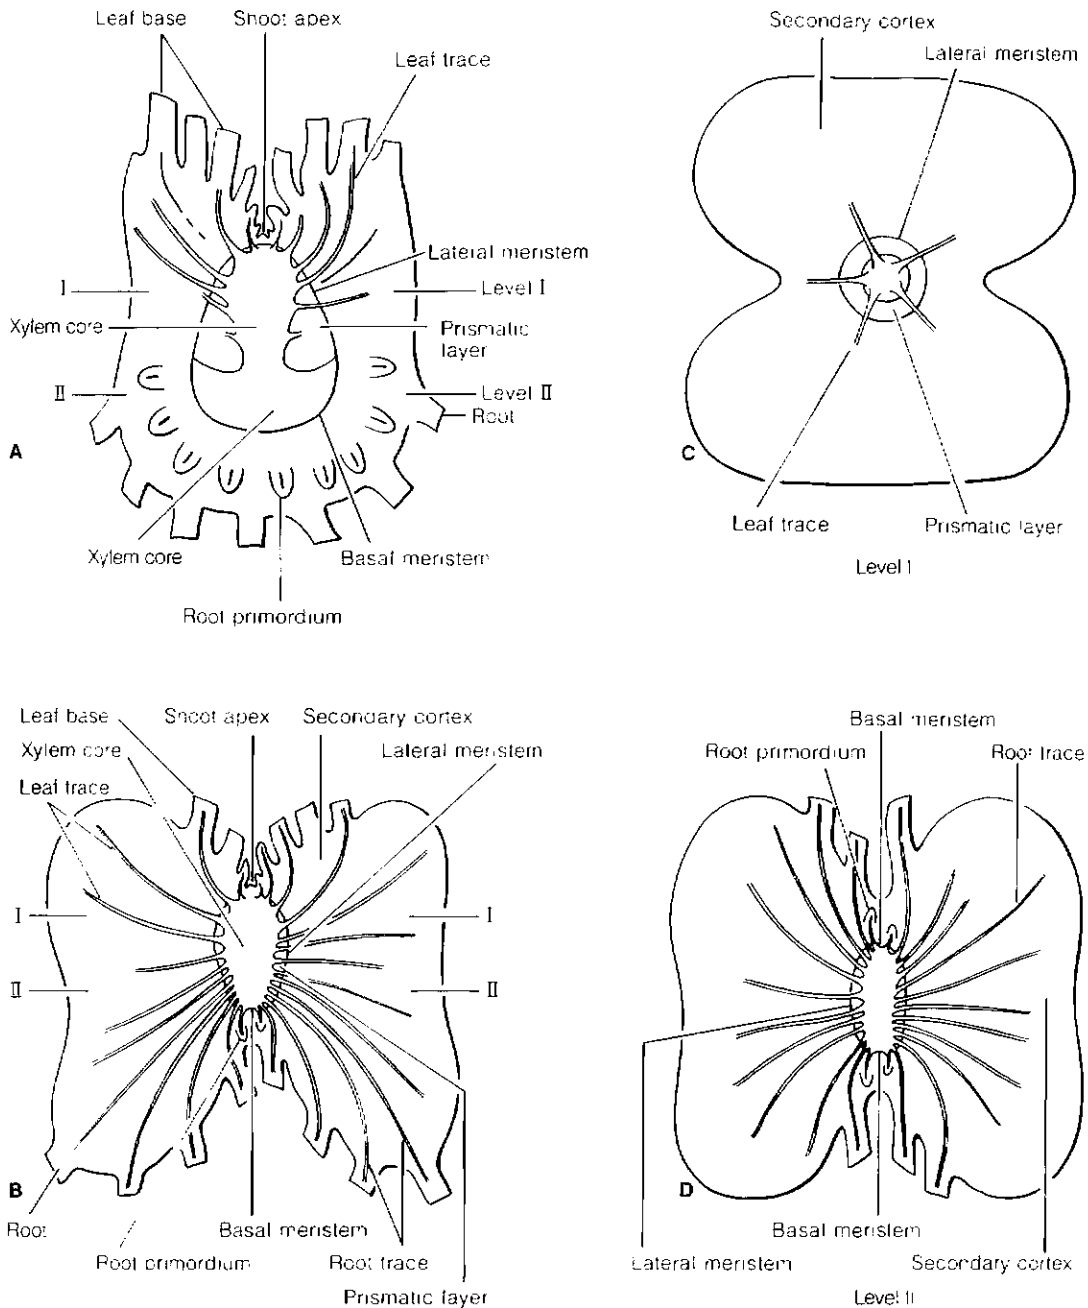 Leaf base
Shoot apex
Leaf trace
Lateral meristem
I
Level I
Xylem core
Prismatic
layer
II
Level II
Root
A
Xylem core
Basal meristem
Root primordium
Secondary cortex
Lateral meristem
C
Leaf trace
Prismatic layer
Level I
Leaf base
Shoot apex
Secondary cortex
Xylem core
Lateral meristem
Leaf trace
I
I
II
II
B
Root
Basal meristem
Root primordium
Root trace
Prismatic layer
Basal meristem
Root primordium
Root trace
D
Basal meristem
Lateral meristem
Secondary cortex
Level II